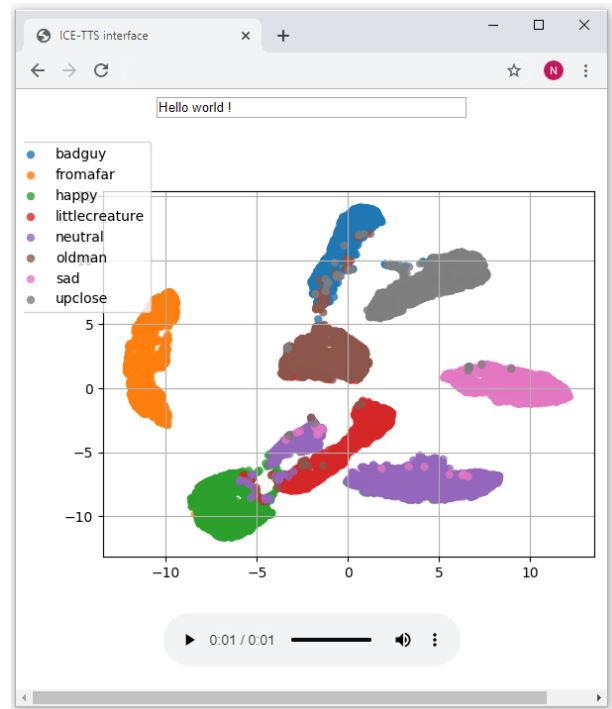 ICE-TTS interface
N
Hello world !
badguy
fromafar
happy
littlecreature
neutral
oldman
sad
upclose
5
0
−5
−10
−10
−5
0
5
10
0:01 / 0:01